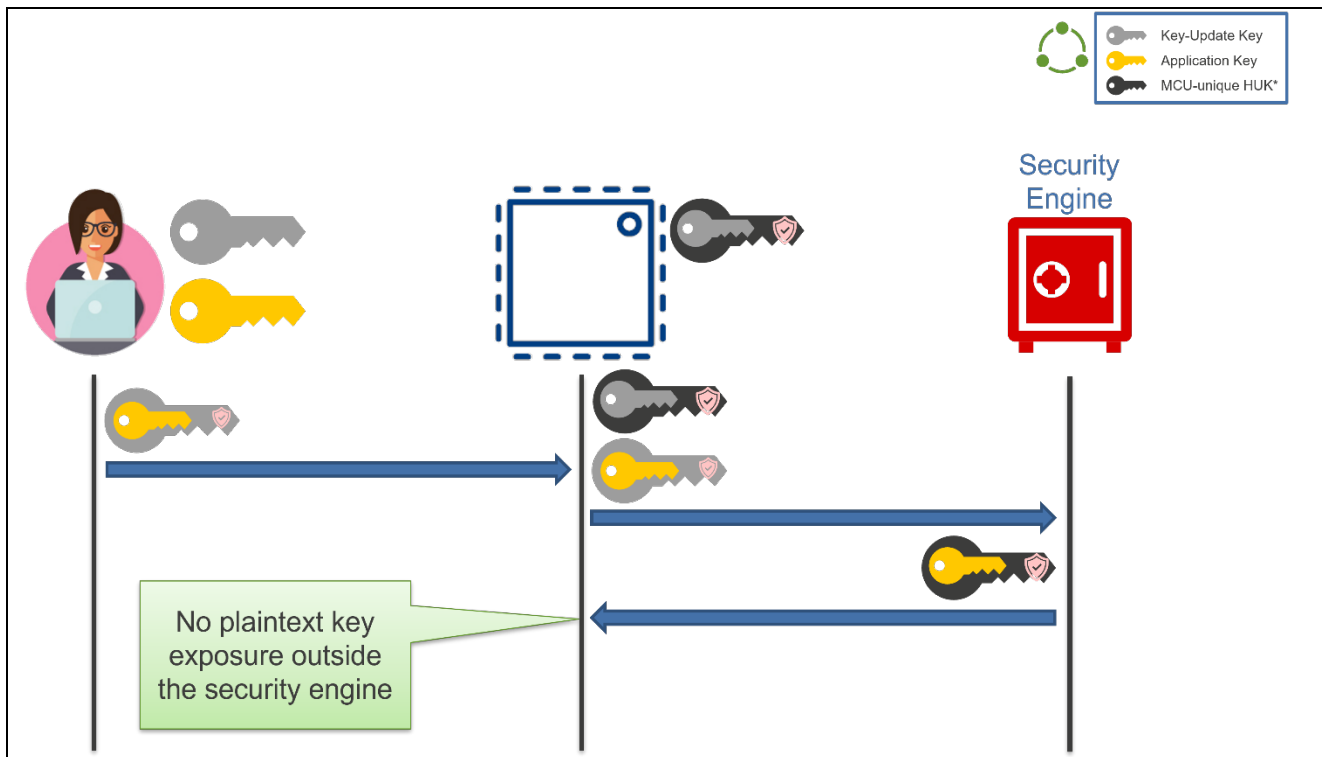 Key-Update Key
Application Key
MCU-unique HUK*
Security
Engine
No plaintext key
exposure outside
the security engine